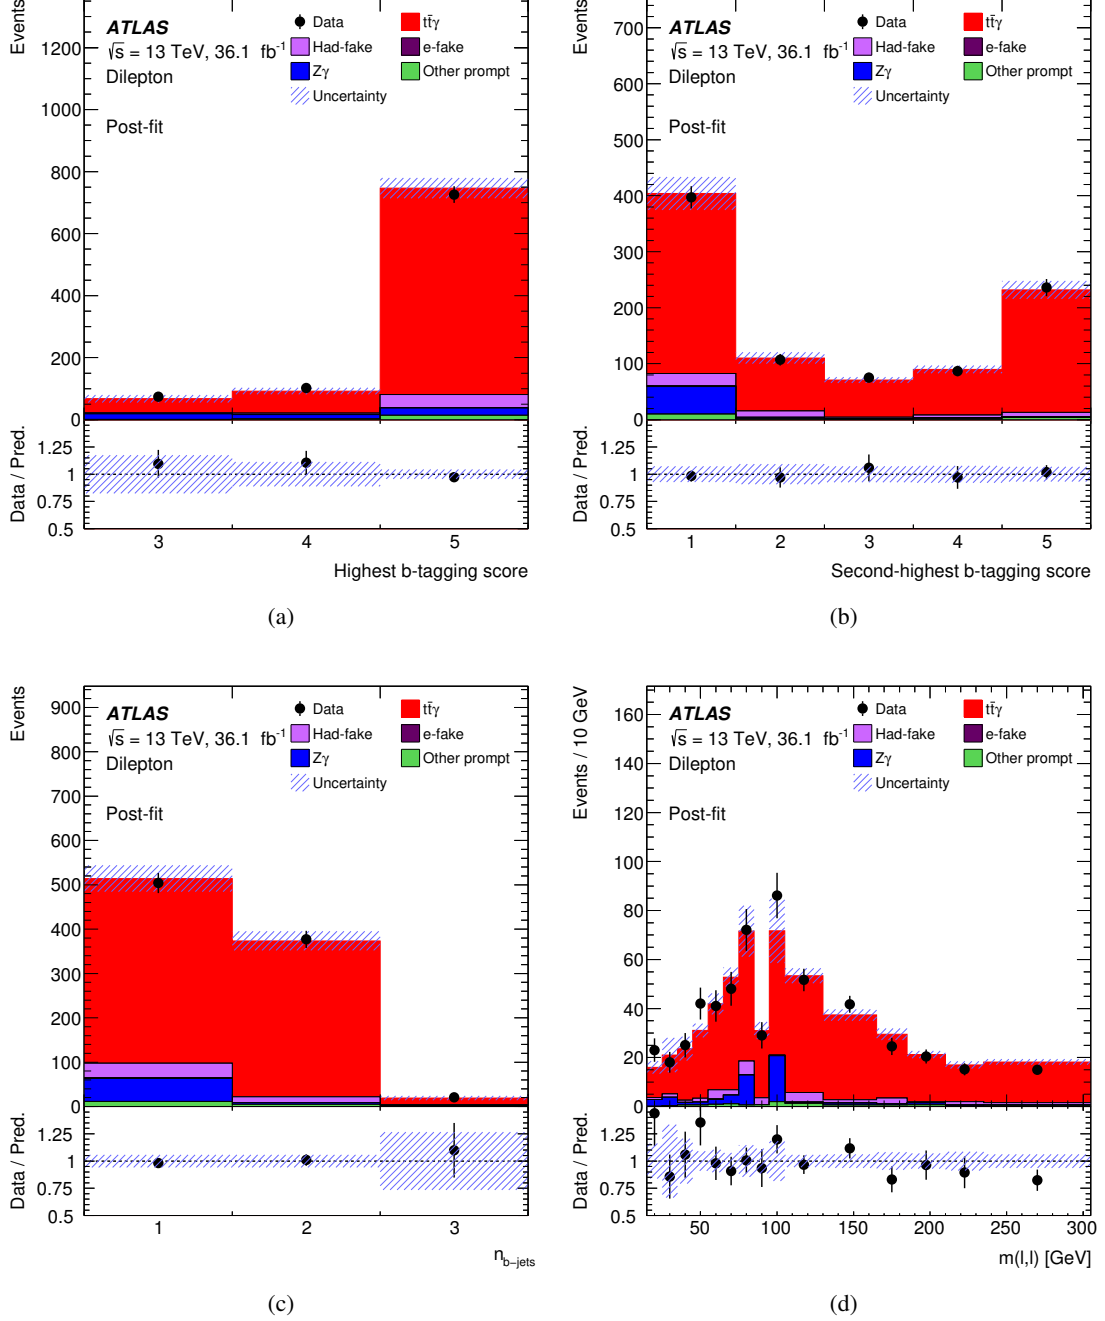 Events
1200
1000
800
600
400
200
0
ATLAS
√s = 13 TeV, 36.1 fb-1
Dilepton
Post-fit
Data
tt̄γ
Had-fake
e-fake
Zγ
Other prompt
Uncertainty
Data / Pred.
1.25
1
0.75
0.5
3 4 5
Highest b-tagging score
(a)
Events
700
600
500
400
300
200
100
0
ATLAS
√s = 13 TeV, 36.1 fb-1
Dilepton
Post-fit
Data
tt̄γ
Had-fake
e-fake
Zγ
Other prompt
Uncertainty
Data / Pred.
1.25
1
0.75
0.5
1 2 3 4 5
Second-highest b-tagging score
(b)
Events
900
800
700
600
500
400
300
200
100
0
ATLAS
√s = 13 TeV, 36.1 fb-1
Dilepton
Post-fit
Data
tt̄γ
Had-fake
e-fake
Zγ
Other prompt
Uncertainty
Data / Pred.
1.25
1
0.75
0.5
1 2 3
nb-jets
(c)
Events / 10 GeV
160
140
120
100
80
60
40
20
0
ATLAS
√s = 13 TeV, 36.1 fb-1
Dilepton
Post-fit
Data
tt̄γ
Had-fake
e-fake
Zγ
Other prompt
Uncertainty
Data / Pred.
1.25
1
0.75
0.5
50 100 150 200 250 300
m(l,l) [GeV]
(d)